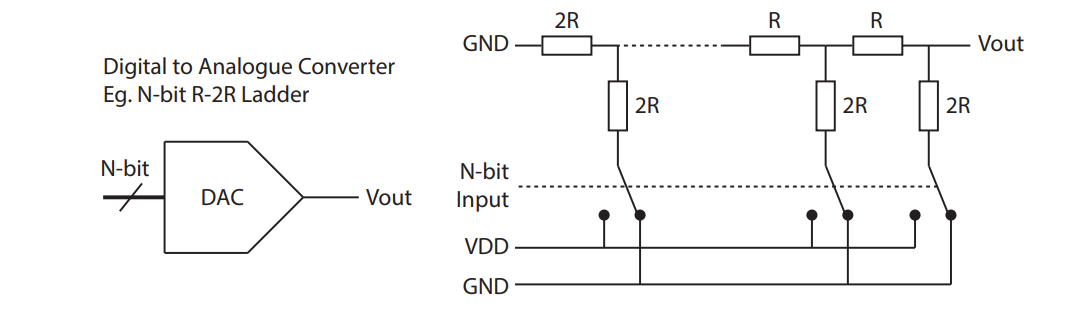 Digital to Analogue Converter
Eg. N-bit R-2R Ladder
N-bit
DAC
Vout
2R
R
R
GND
Vout
2R
2R
2R
N-bit
Input
VDD
GND